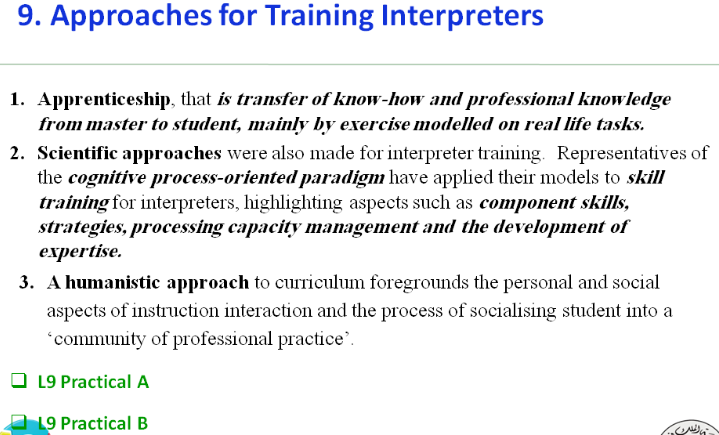 9. Approaches for Training Interpreters
1. Apprenticeship, that is transfer of know-how and professional knowledge
from master to student, mainly by exercise modelled on real life tasks.
2. Scientific approaches were also made for interpreter training. Representatives of
the cognitive process-oriented paradigm have applied their models to skill
training for interpreters, highlighting aspects such as component skills,
strategies, processing capacity management and the development of
expertise.
3. A humanistic approach to curriculum foregrounds the personal and social
aspects of instruction interaction and the process of socialising student into a
‘community of professional practice’.
L9 Practical A
L9 Practical B